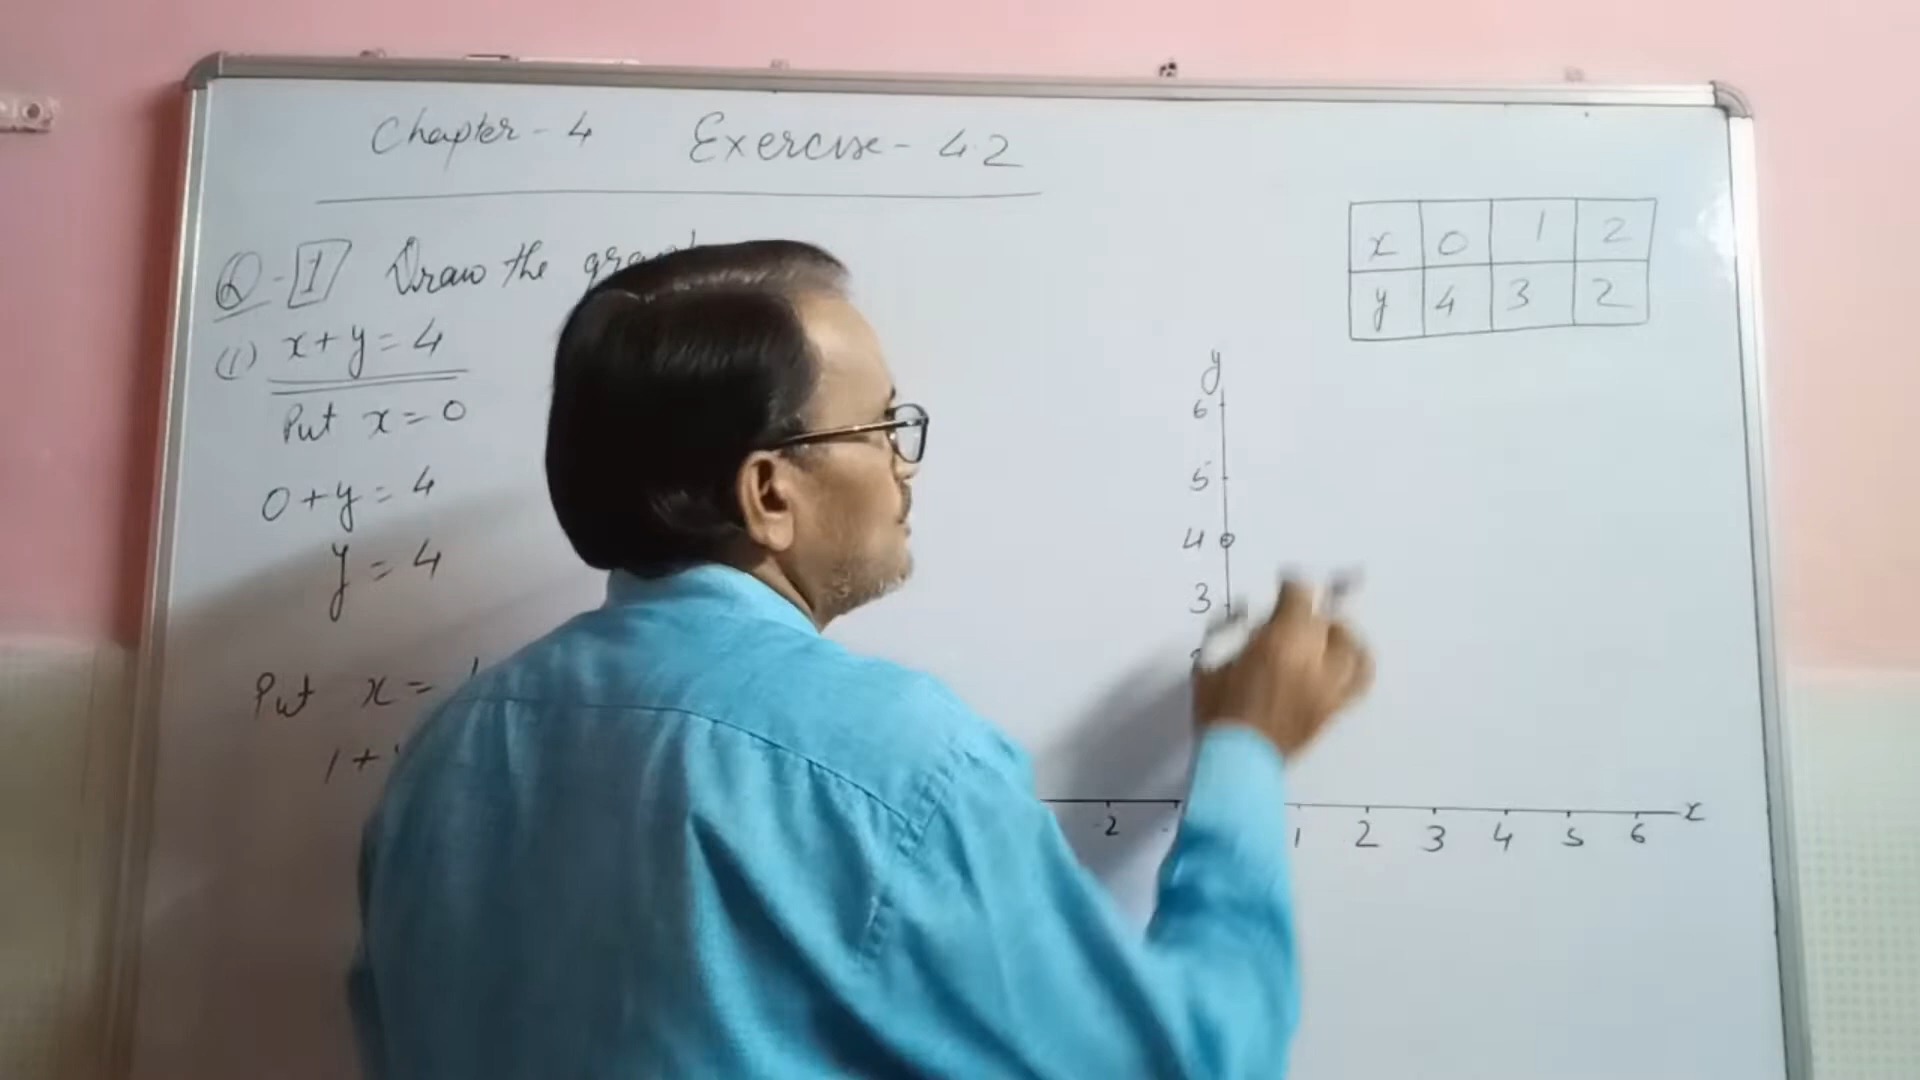 Chapter - 4 Exercise - 4.2
Q - 1 Draw the
(1) x + y = 4
Put x = 0
0 + y = 4
y = 4
Put x =
1 +
x 0 1 2
y 4 3 2
y
6
5
4
3
-2 1 2 3 4 5 6 x